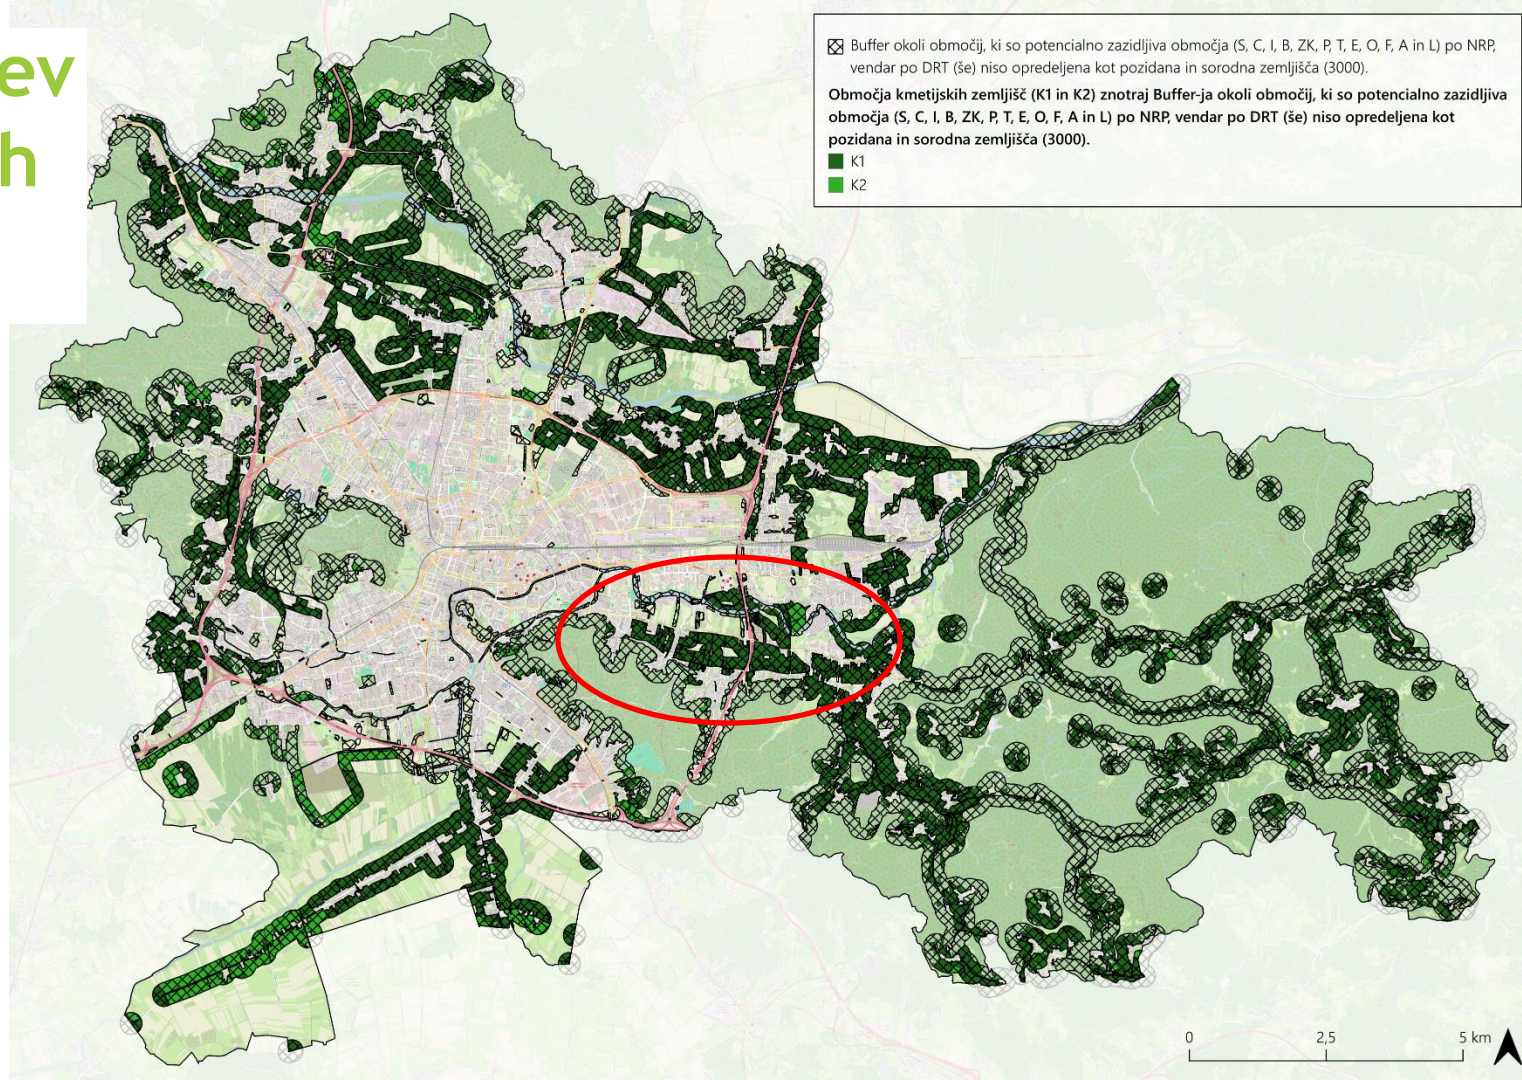 ev
h
Buffer okoli območij, ki so potencialno zazidljiva območja (S, C, I, B, ZK, P, T, E, O, F, A in L) po NRP,
vendar po DRT (še) niso opredeljena kot pozidana in sorodna zemljišča (3000).
Območja kmetijskih zemljišč (K1 in K2) znotraj Buffer-ja okoli območij, ki so potencialno zazidljiva
območja (S, C, I, B, ZK, P, T, E, O, F, A in L) po NRP, vendar po DRT (še) niso opredeljena kot
pozidana in sorodna zemljišča (3000).
K1
K2
0 2,5 5 km